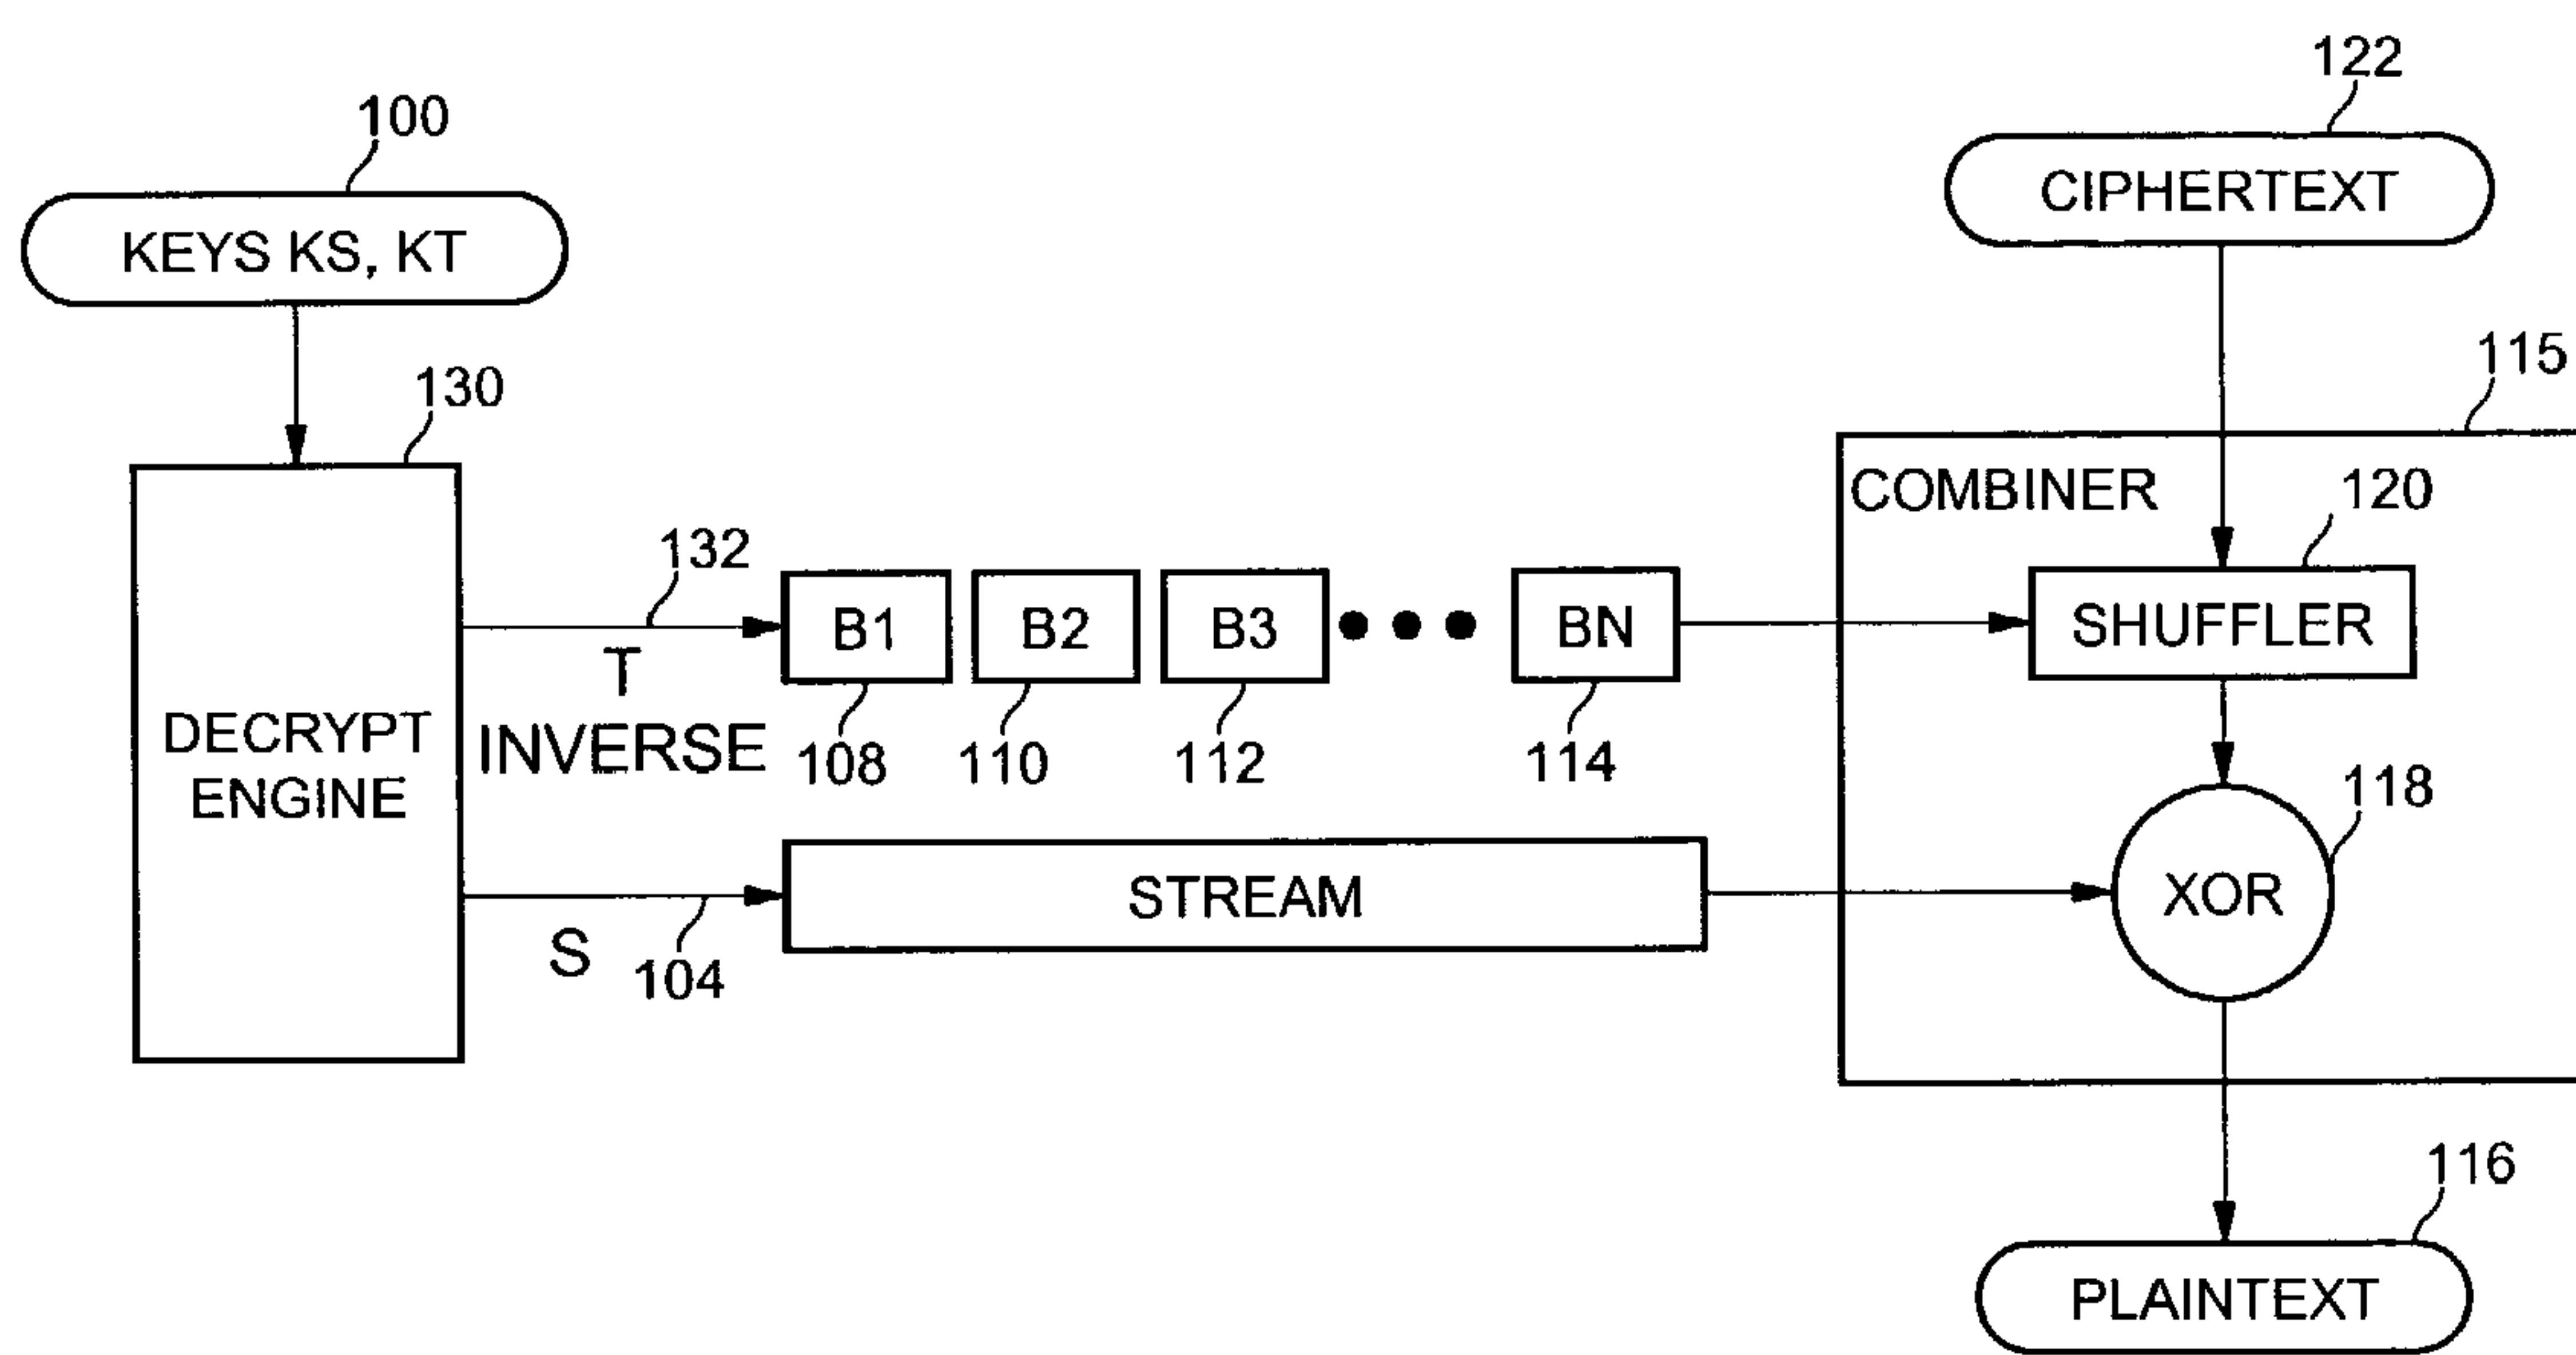 122
100
CIPHERTEXT
KEYS KS, KT
115
130
COMBINER
120
132
B1
B2
B3
BN
SHUFFLER
T
INVERSE
108
110
112
114
DECRYPT
ENGINE
118
STREAM
XOR
S
104
116
PLAINTEXT